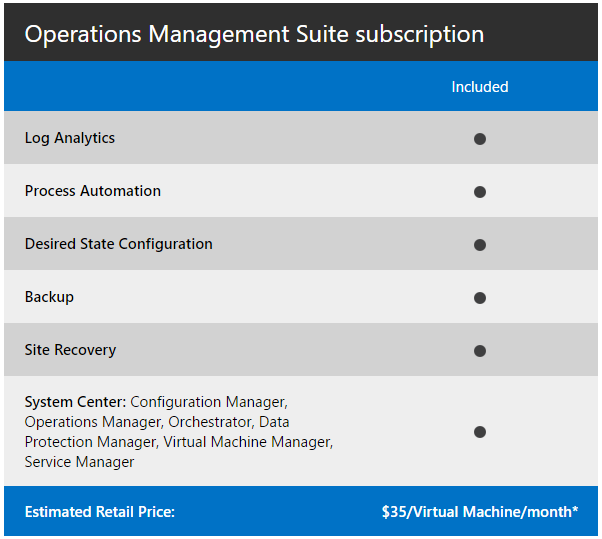 Operations Management Suite subscription
Included
Log Analytics
Process Automation
Desired State Configuration
Backup
Site Recovery
System Center: Configuration Manager,
Operations Manager, Orchestrator, Data
Protection Manager, Virtual Machine Manager,
Service Manager
Estimated Retail Price: $35/Virtual Machine/month*